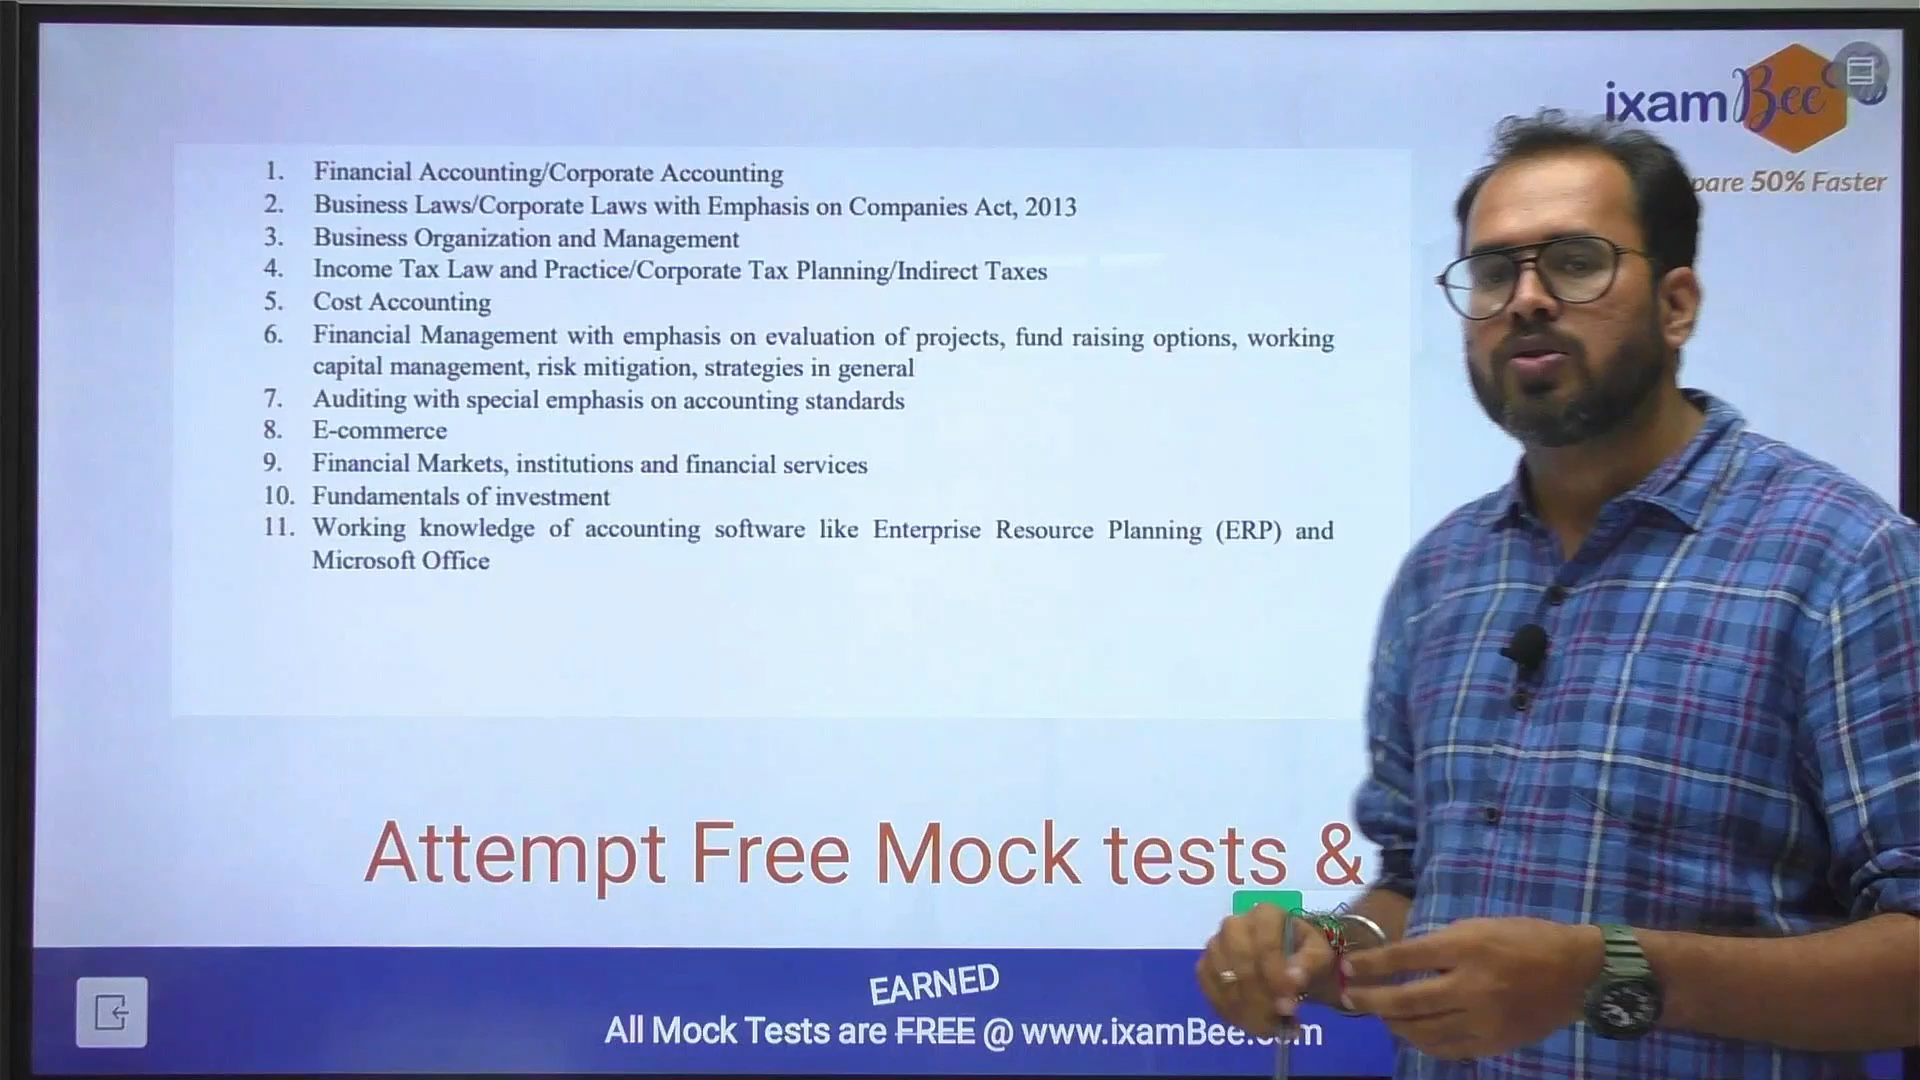 ixamBee
pare 50% Faster
1. Financial Accounting/Corporate Accounting
2. Business Laws/Corporate Laws with Emphasis on Companies Act, 2013
3. Business Organization and Management
4. Income Tax Law and Practice/Corporate Tax Planning/Indirect Taxes
5. Cost Accounting
6. Financial Management with emphasis on evaluation of projects, fund raising options, working
capital management, risk mitigation, strategies in general
7. Auditing with special emphasis on accounting standards
8. E-commerce
9. Financial Markets, institutions and financial services
10. Fundamentals of investment
11. Working knowledge of accounting software like Enterprise Resource Planning (ERP) and
Microsoft Office
Attempt Free Mock tests &
EARNED
All Mock Tests are FREE @ www.ixamBee.com